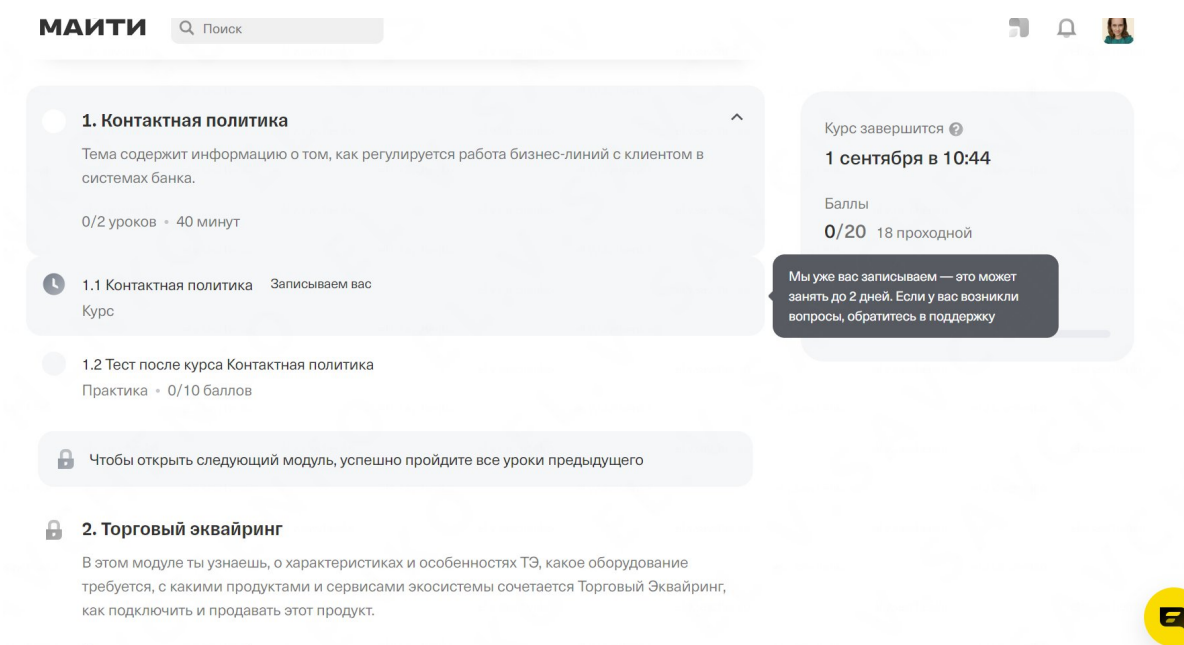 МАИТИ
Поиск
1. Контактная политика
Тема содержит информацию о том, как регулируется работа бизнес-линий с клиентом в
системах банка.
0/2 уроков • 40 минут
1.1 Контактная политика Записываем вас
Курс
1.2 Тест после курса Контактная политика
Практика • 0/10 баллов
Чтобы открыть следующий модуль, успешно пройдите все уроки предыдущего
2. Торговый эквайринг
В этом модуле ты узнаешь, о характеристиках и особенностях ТЭ, какое оборудование
требуется, с какими продуктами и сервисами экосистемы сочетается Торговый Эквайринг,
как подключить и продавать этот продукт.
Курс завершится ?
1 сентября в 10:44
Баллы
0/20 18 проходной
Мы уже вас записываем — это может
занять до 2 дней. Если у вас возникли
вопросы, обратитесь в поддержку